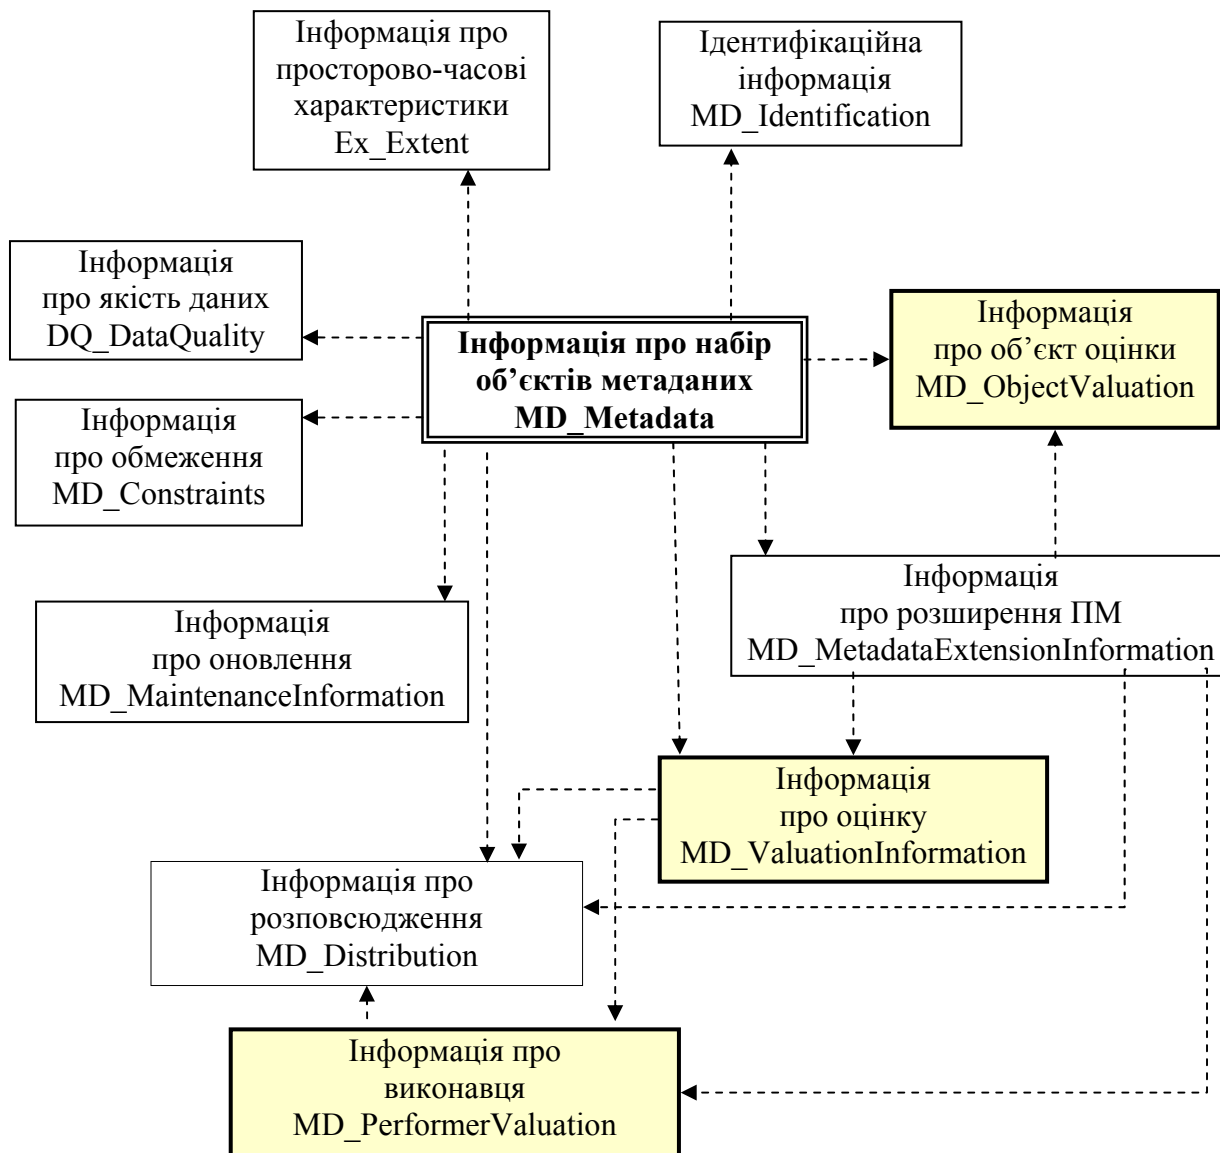 Інформація про
просторово-часові
характеристики
Ex_Extent
Ідентифікаційна
інформація
MD_Identification
Інформація
про якість даних
DQ_DataQuality
Інформація про набір
об’єктів метаданих
MD_Metadata
Інформація
про об’єкт оцінки
MD_ObjectValuation
Інформація
про обмеження
MD_Constraints
Інформація
про розширення ПМ
MD_MetadataExtensionInformation
Інформація
про оновлення
MD_MaintenanceInformation
Інформація
про оцінку
MD_ValuationInformation
Інформація про
розповсюдження
MD_Distribution
Інформація про
виконавця
MD_PerformerValuation